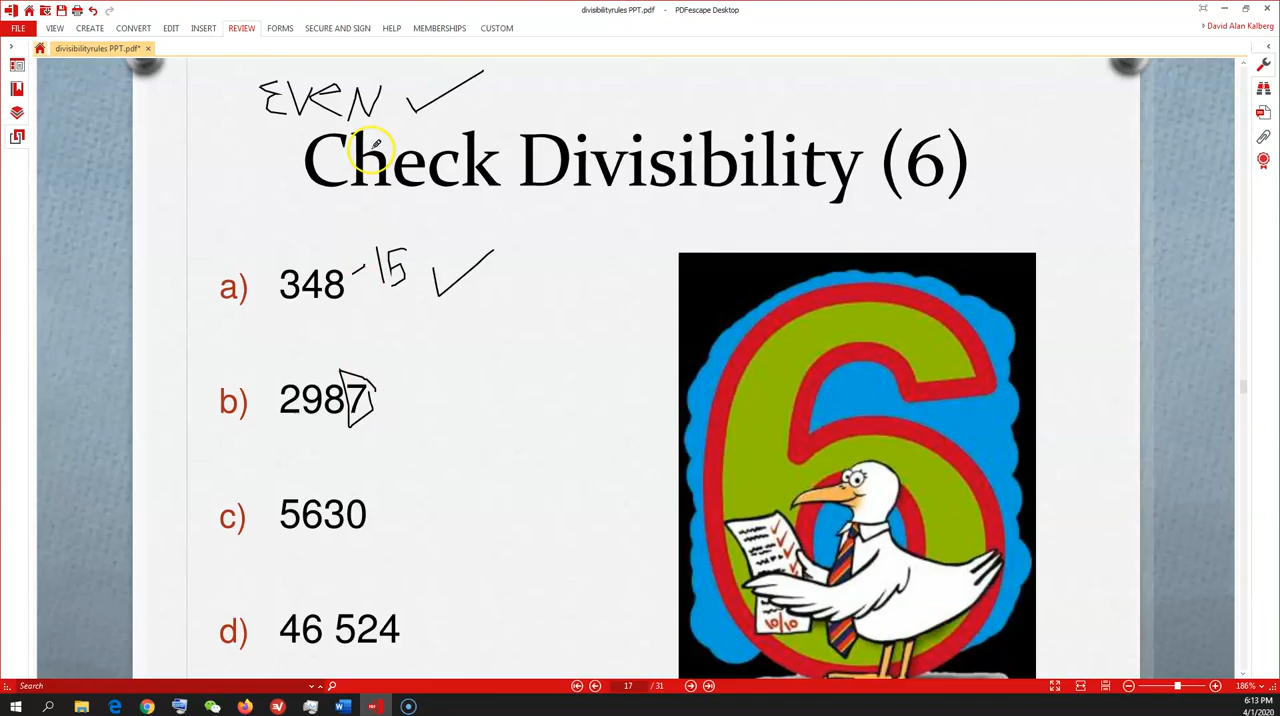 divisibilityrules PPT.pdf - PDFescape Desktop
FILE VIEW CREATE CONVERT EDIT INSERT REVIEW FORMS SECURE AND SIGN HELP MEMBERSHIPS CUSTOM
? David Alan Kalberg
divisibilityrules PPT.pdf* ×
EVEN ✓
Check Divisibility (6)
a) 348 - 15 ✓
b) 2987
c) 5630
d) 46 524
10/10
Search
17 / 31
186%
6:13 PM
4/1/2020